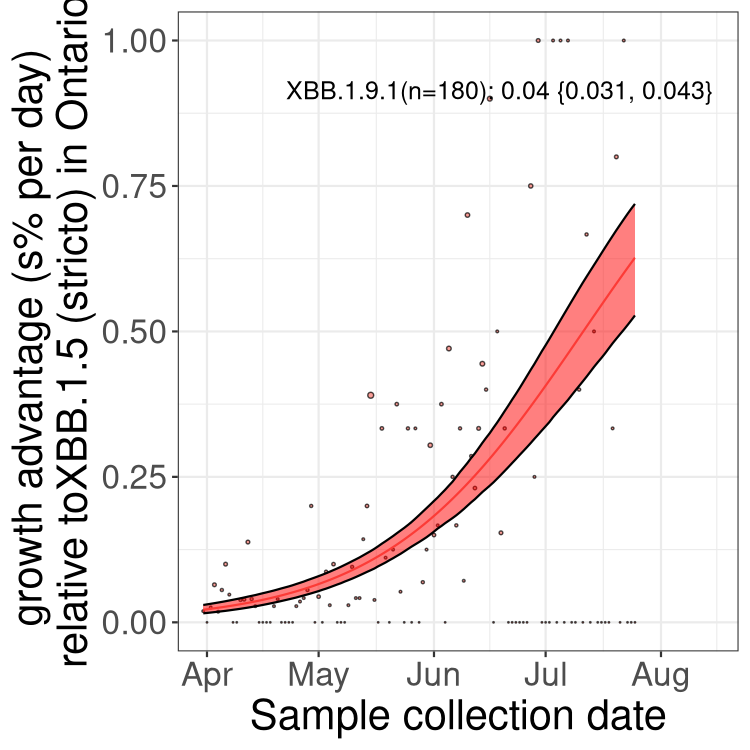 growth advantage (s% per day)
relative toXBB.1.5 (stricto) in Ontario
1.00
0.75
0.50
0.25
0.00
XBB.1.9.1(n=180): 0.04 {0.031, 0.043}
Apr May Jun Jul Aug
Sample collection date